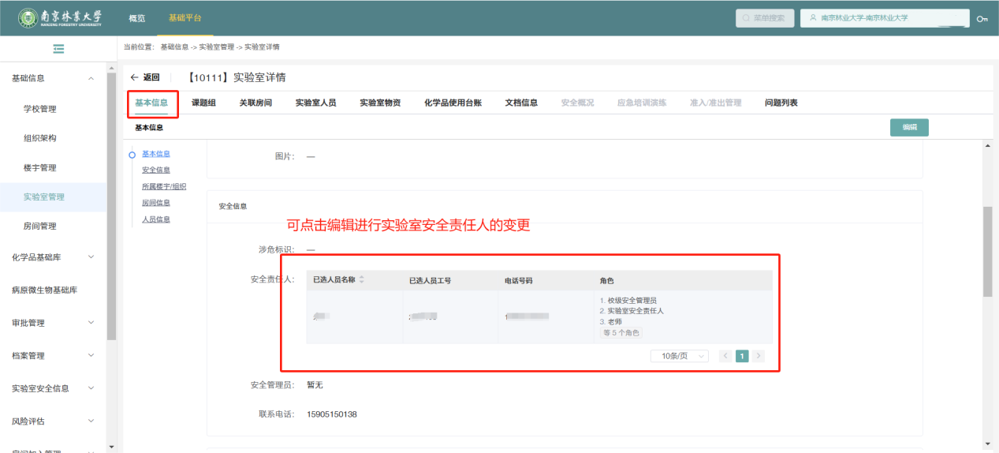 南京林业大学
NANJING FORESTRY UNIVERSITY
概览
基础平台
菜单搜索
南京林业大学-南京林业大学
当前位置： 基础信息 -> 实验室管理 -> 实验室详情
基础信息
学校管理
组织架构
楼宇管理
实验室管理
房间管理
化学品基础库
病原微生物基础库
审批管理
档案管理
实验室安全信息
风险评估
房间加入管理
← 返回
【10111】实验室详情
基本信息
课题组
关联房间
实验室人员
实验室物资
化学品使用台账
文档信息
安全概况
应急培训演练
准入/准出管理
问题列表
基本信息
编辑
基本信息
安全信息
所属楼宇/组织
房间信息
人员信息
图片： —
安全信息
可点击编辑进行实验室安全责任人的变更
涉危标识： —
安全责任人：
已选人员名称
已选人员工号
电话号码
角色
1. 校级安全管理员
2. 实验室安全责任人
3. 老师
等 5 个角色
10条/页
1
安全管理员： 暂无
联系电话： 15905150138